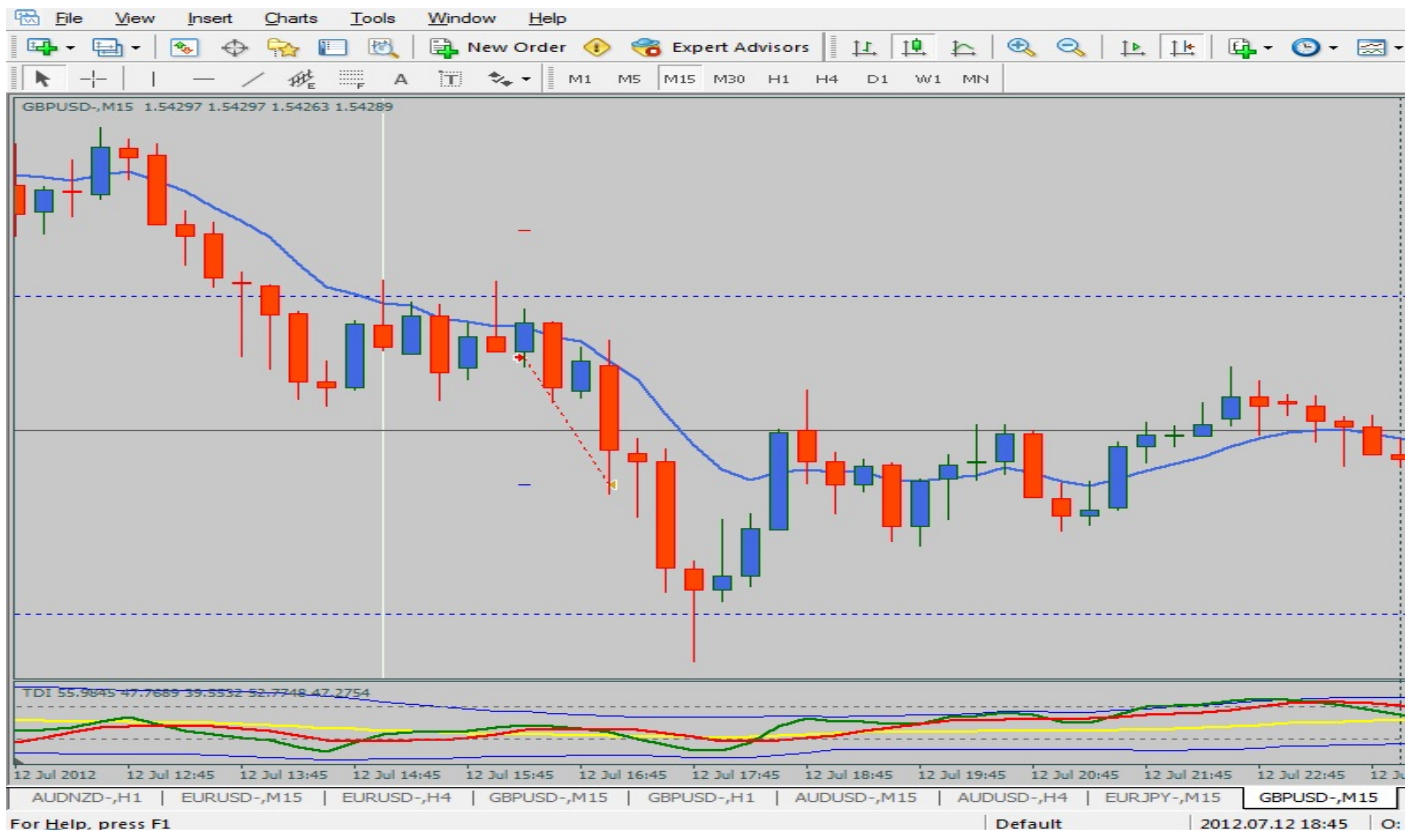 File View Insert Charts Tools Window Help
New Order Expert Advisors
A T E F M1 M5 M15 M30 H1 H4 D1 W1 MN
GBPUSD-,M15 1.54297 1.54297 1.54263 1.54289
TDI 55.9845 47.7689 39.5532 52.7748 47.2754
12 Jul 2012 12 Jul 12:45 12 Jul 13:45 12 Jul 14:45 12 Jul 15:45 12 Jul 16:45 12 Jul 17:45 12 Jul 18:45 12 Jul 19:45 12 Jul 20:45 12 Jul 21:45 12 Jul 22:45 12 Ju
AUDNZD-,H1 | EURUSD-,M15 | EURUSD-,H4 | GBPUSD-,M15 | GBPUSD-,H1 | AUDUSD-,M15 | AUDUSD-,H4 | EURJPY-,M15 | GBPUSD-,M15
For Help, press F1 Default 2012.07.12 18:45 O: